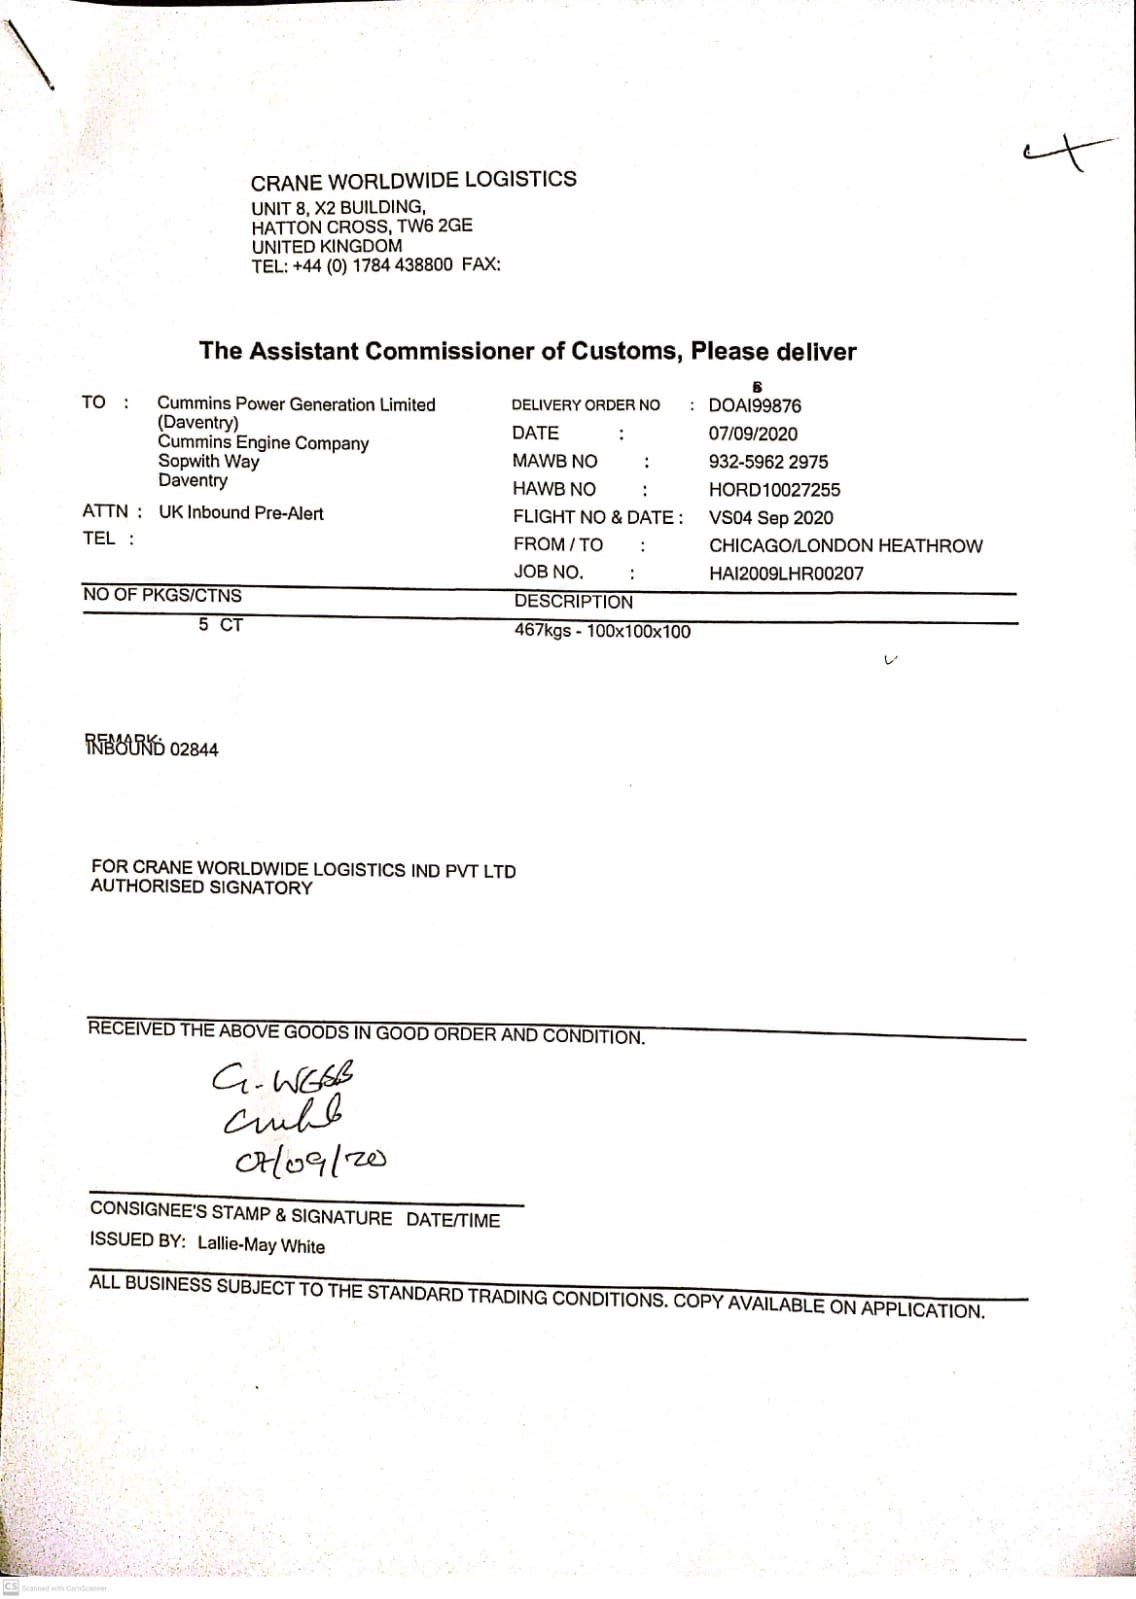 CRANE WORLDWIDE LOGISTICS
UNIT 8, X2 BUILDING,
HATTON CROSS, TW6 2GE
UNITED KINGDOM
TEL: +44 (0) 1784 438800 FAX:
The Assistant Commissioner of Customs, Please deliver
TO : Cummins Power Generation Limited
(Daventry)
Cummins Engine Company
Sopwith Way
Daventry
ATTN : UK Inbound Pre-Alert
TEL :
DELIVERY ORDER NO : DOAI99876
DATE : 07/09/2020
MAWB NO : 932-5962 2975
HAWB NO : HORD10027255
FLIGHT NO & DATE : VS04 Sep 2020
FROM / TO : CHICAGO/LONDON HEATHROW
JOB NO. : HAI2009LHR00207
NO OF PKGS/CTNS DESCRIPTION
5 CT 467kgs - 100x100x100
REMARK:
INBOUND 02844
FOR CRANE WORLDWIDE LOGISTICS IND PVT LTD
AUTHORISED SIGNATORY
RECEIVED THE ABOVE GOODS IN GOOD ORDER AND CONDITION.
G-WEBB
07/09/20
CONSIGNEE'S STAMP & SIGNATURE DATE/TIME
ISSUED BY: Lallie-May White
ALL BUSINESS SUBJECT TO THE STANDARD TRADING CONDITIONS. COPY AVAILABLE ON APPLICATION.
CS Scanned with CamScanner